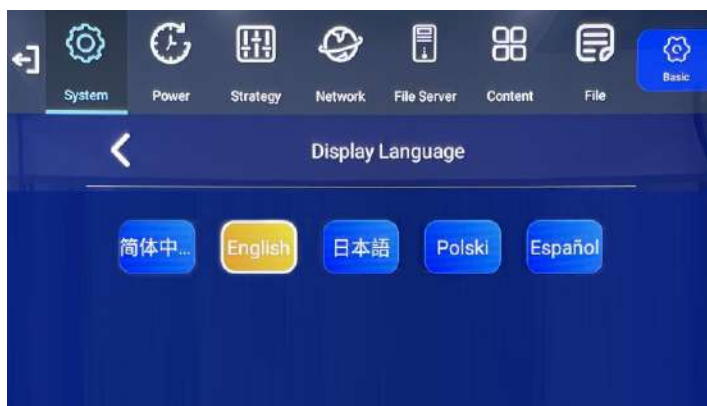 System
Power
Strategy
Network
File Server
Content
File
Basic
Display Language
简体中...
English
日本語
Polski
Español